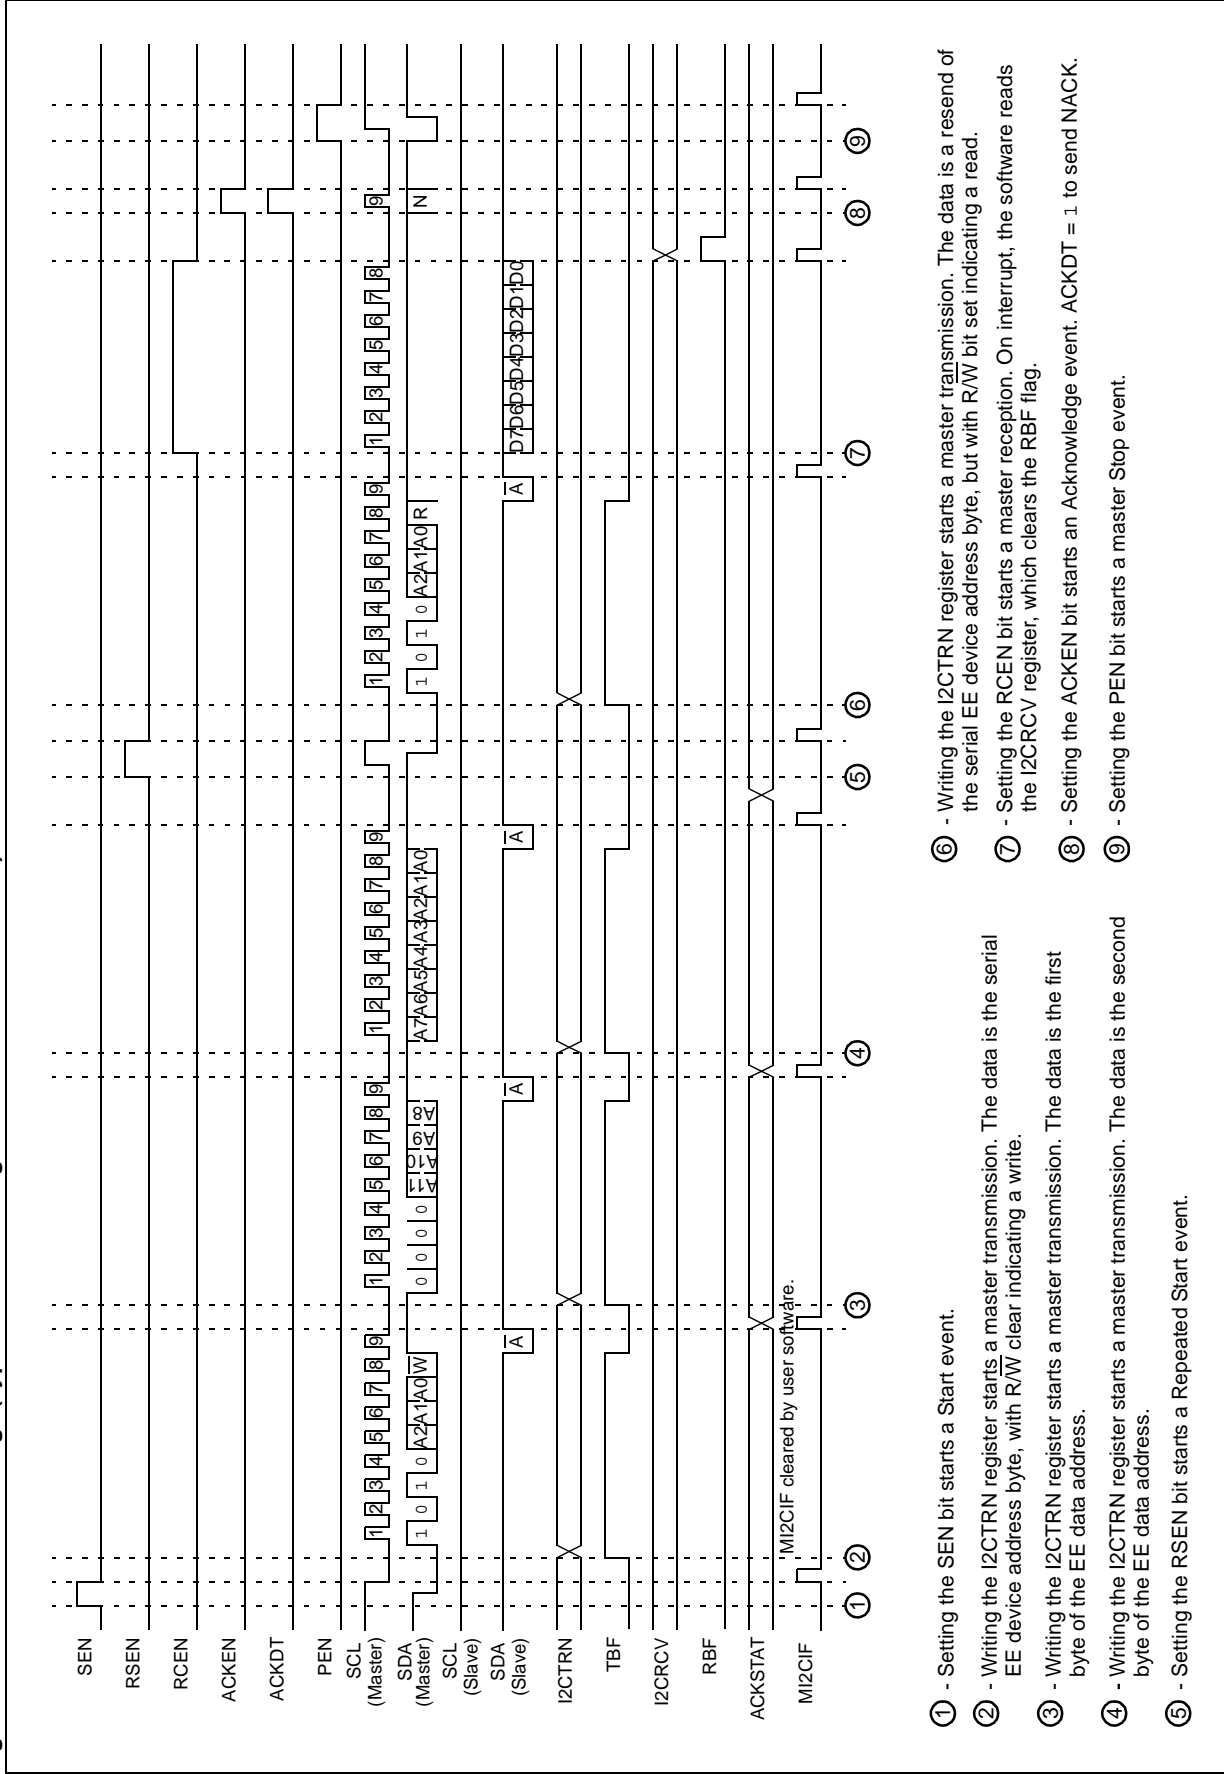 SEN
RSEN
RCEN
ACKEN
ACKDT
PEN
SCL
(Master)
1 2 3 4 5 6 7 8 9 1 2 3 4 5 6 7 8 9 1 2 3 4 5 6 7 8 9 1 2 3 4 5 6 7 8 9 1 2 3 4 5 6 7 8 9
SDA
(Master)
1 0 1 0 A2 A1 A0 W̅ 0 0 0 0 A11 A10 A9 A8 A7 A6 A5 A4 A3 A2 A1 A0 1 0 1 0 A2 A1 A0 R N
SCL
(Slave)
SDA
(Slave)
A̅ A̅ A̅ A̅ D7 D6 D5 D4 D3 D2 D1 D0
I2CTRN
TBF
I2CRCV
RBF
ACKSTAT
MI2CIF cleared by user software.
MI2CIF
1 2 3 4 5 6 7 8 9
1 - Setting the SEN bit starts a Start event.
2 - Writing the I2CTRN register starts a master transmission. The data is the serial
EE device address byte, with R/W̅ clear indicating a write.
3 - Writing the I2CTRN register starts a master transmission. The data is the first
byte of the EE data address.
4 - Writing the I2CTRN register starts a master transmission. The data is the second
byte of the EE data address.
5 - Setting the RSEN bit starts a Repeated Start event.
6 - Writing the I2CTRN register starts a master transmission. The data is a resend of
the serial EE device address byte, but with R/W̅ bit set indicating a read.
7 - Setting the RCEN bit starts a master reception. On interrupt, the software reads
the I2CRCV register, which clears the RBF flag.
8 - Setting the ACKEN bit starts an Acknowledge event. ACKDT = 1 to send NACK.
9 - Setting the PEN bit starts a master Stop event.